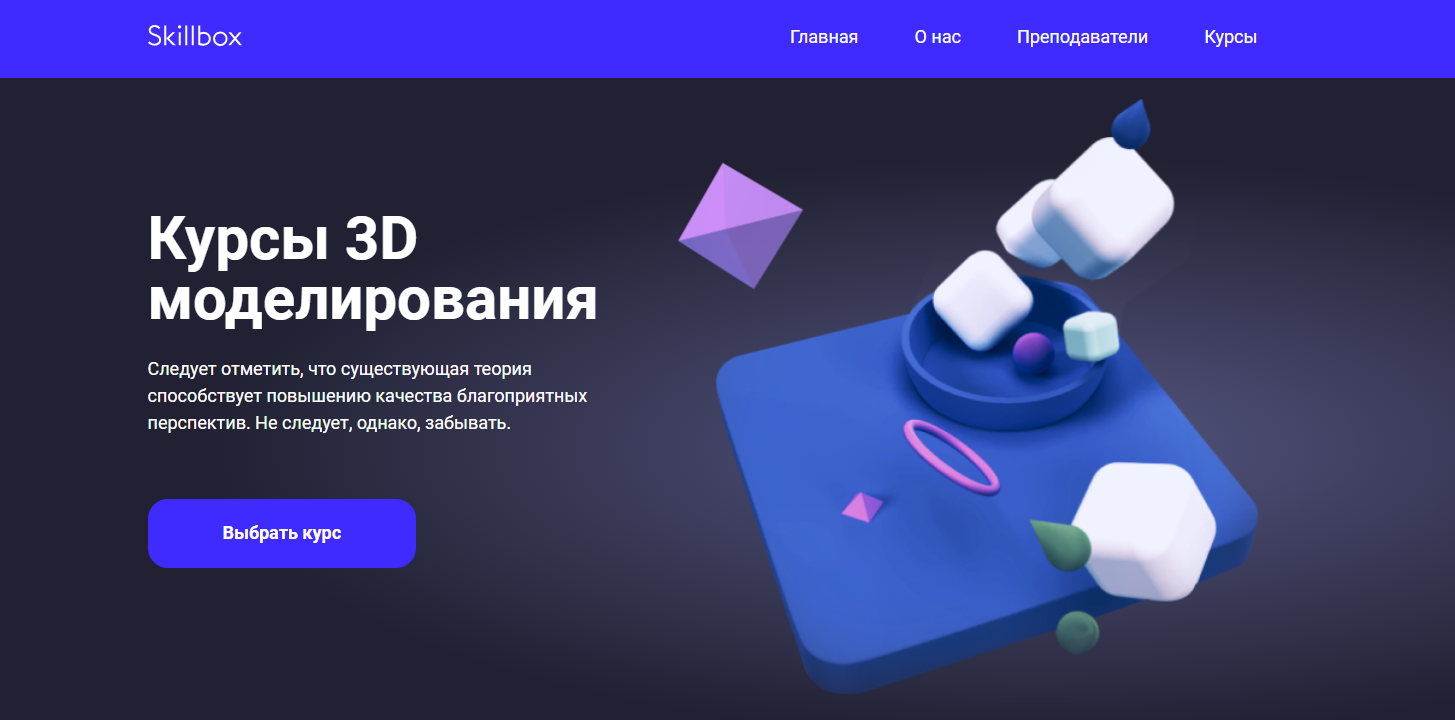 Skillbox
Главная
О нас
Преподаватели
Курсы
Курсы 3D
моделирования
Следует отметить, что существующая теория
способствует повышению качества благоприятных
перспектив. Не следует, однако, забывать.
Выбрать курс